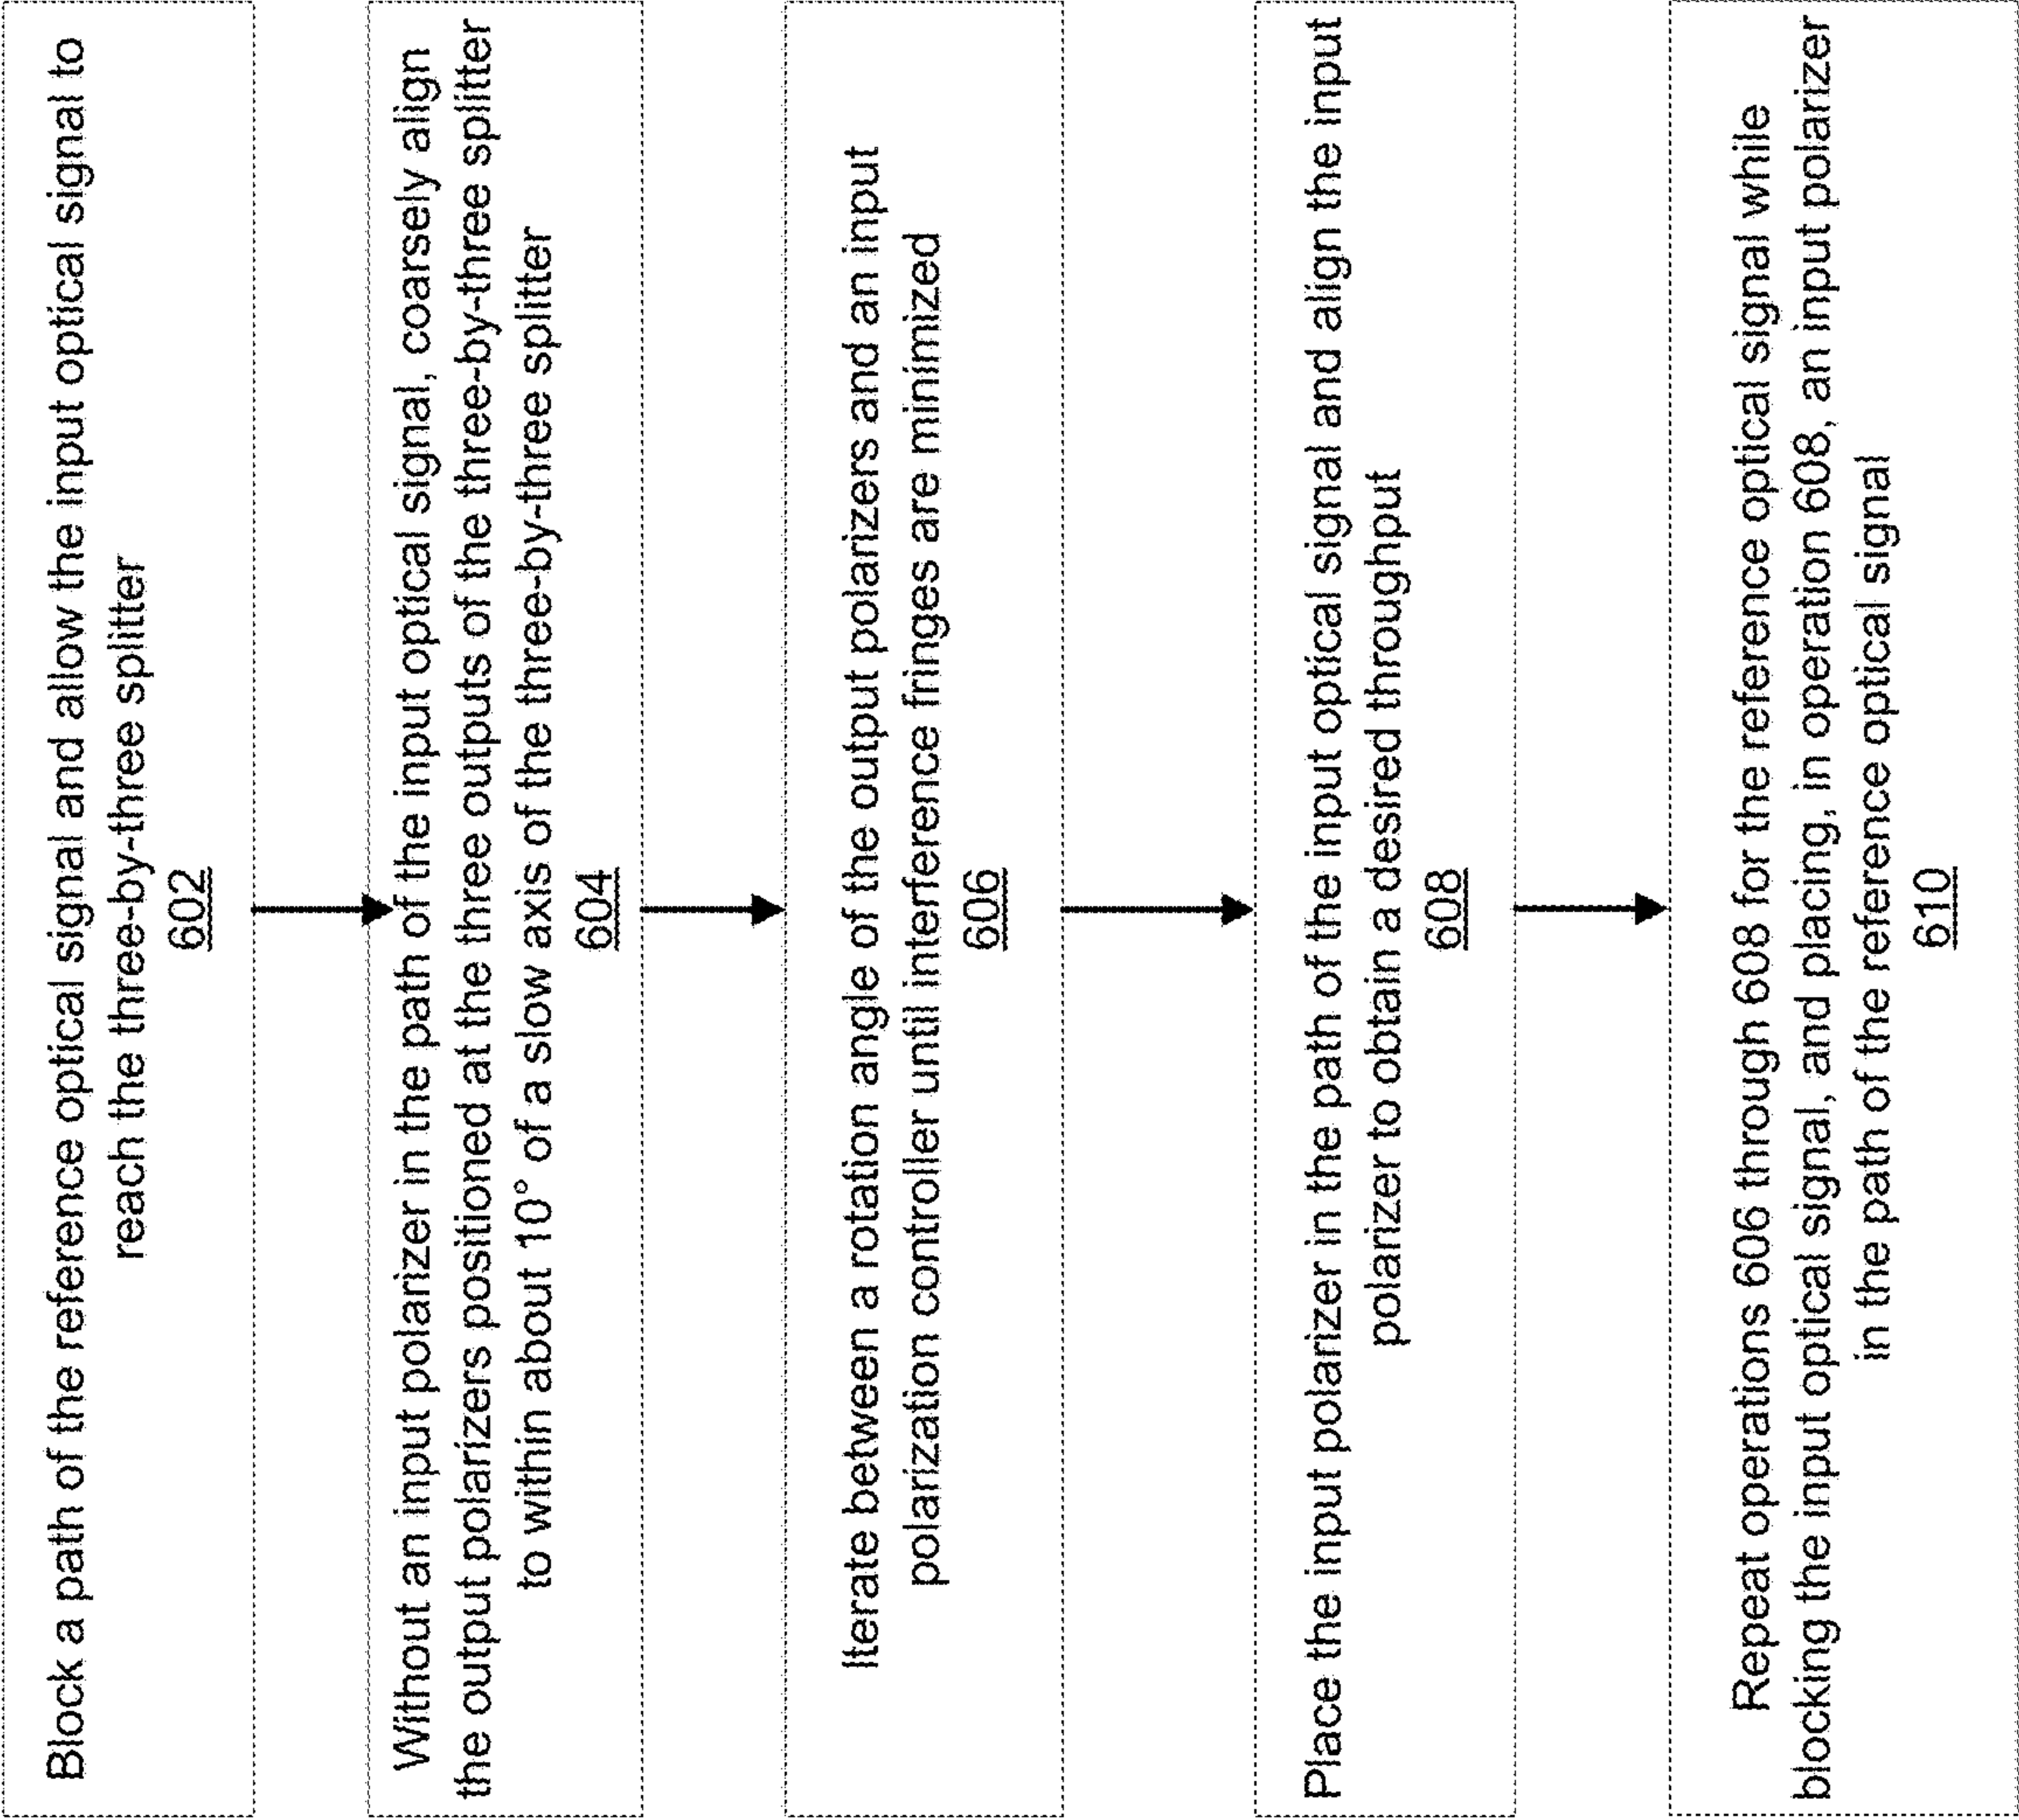 Block a path of the reference optical signal and allow the input optical signal to
reach the three-by-three splitter
602
Without an input polarizer in the path of the input optical signal, coarsely align
the output polarizers positioned at the three outputs of the three-by-three splitter
to within about 10° of a slow axis of the three-by-three splitter
604
Iterate between a rotation angle of the output polarizers and an input
polarization controller until interference fringes are minimized
606
Place the input polarizer in the path of the input optical signal and align the input
polarizer to obtain a desired throughput
608
Repeat operations 606 through 608 for the reference optical signal while
blocking the input optical signal, and placing, in operation 608, an input polarizer
in the path of the reference optical signal
610